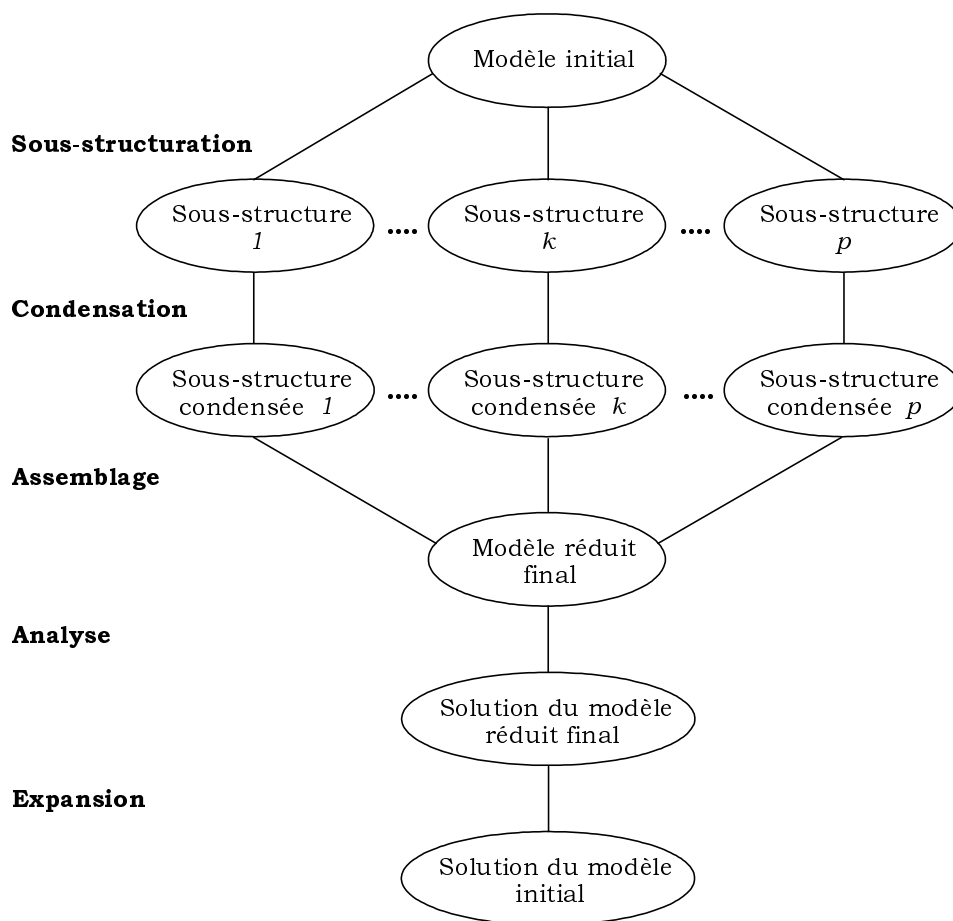 Modèle initial
Sous-structuration
Sous-structure
1
....
Sous-structure
k
....
Sous-structure
p
Condensation
Sous-structure
condensée 1
....
Sous-structure
condensée k
....
Sous-structure
condensée p
Assemblage
Modèle réduit
final
Analyse
Solution du modèle
réduit final
Expansion
Solution du modèle
initial